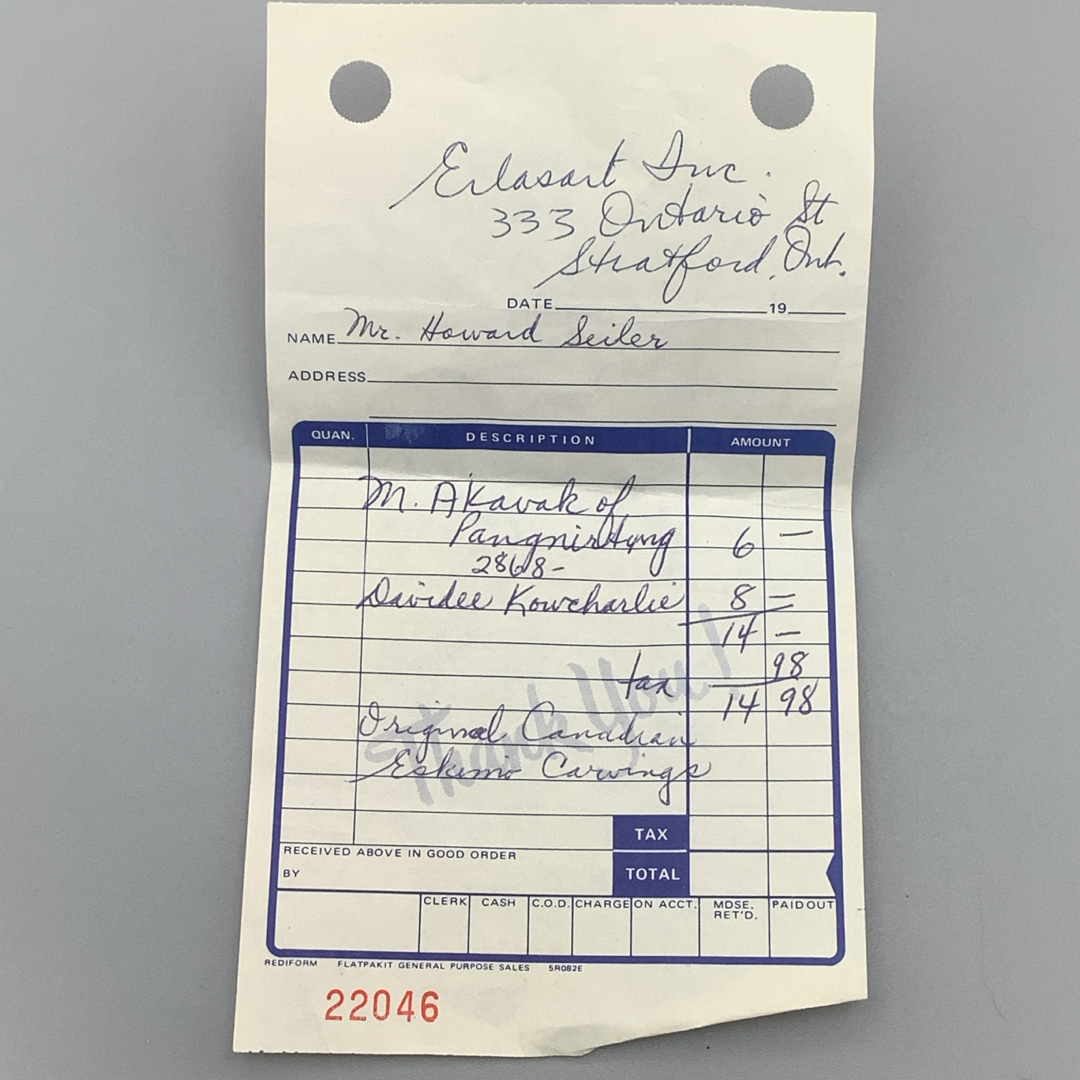 Erlasart Inc.
333 Ontario St
Stratford, Ont.
DATE 19
NAME Mr. Howard Seiler
ADDRESS
QUAN. DESCRIPTION AMOUNT
M. Akavak of
Pangnirtung 6 —
2868-
Davidee Kowcharlie 8 =
14 —
tax 98
14 98
Original Canadian
Eskimo Carvings
Thank You!
TAX
RECEIVED ABOVE IN GOOD ORDER
BY TOTAL
CLERK CASH C.O.D. CHARGE ON ACCT. MDSE. RET'D. PAID OUT
REDIFORM FLATPAKIT GENERAL PURPOSE SALES 5R082E
22046